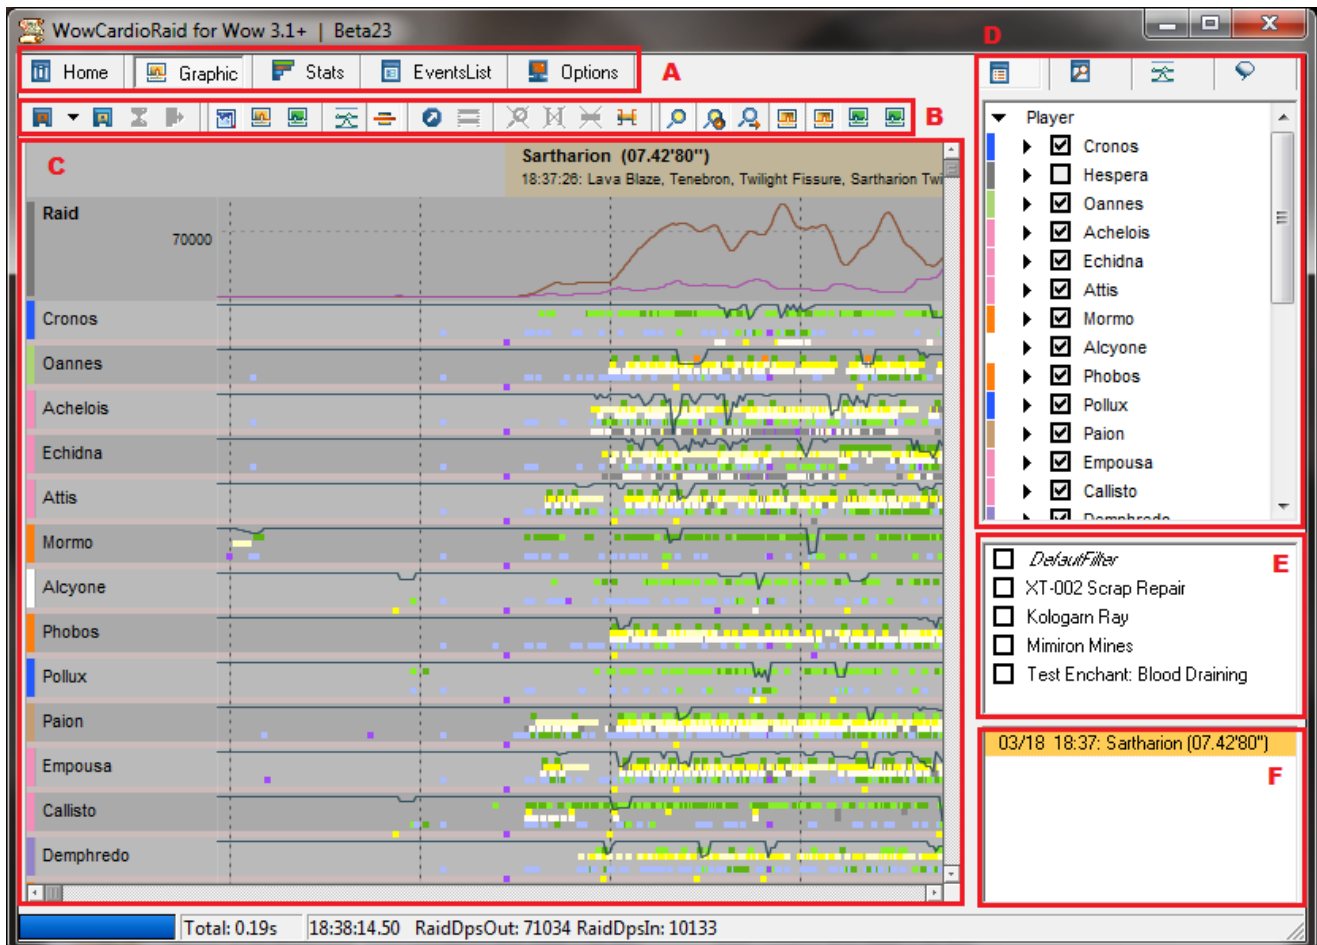 WowCardioRaid for Wow 3.1+ | Beta23
D
Home Graphic Stats EventsList Options A
B
C
Sartharion (07.42'80")
18:37:26: Lava Blaze, Tenebron, Twilight Fissure, Sartharion Twi
Raid
70000
Cronos
Oannes
Achelois
Echidna
Attis
Mormo
Alcyone
Phobos
Pollux
Paion
Empousa
Callisto
Demphredo
Player
Cronos
Hespera
Oannes
Achelois
Echidna
Attis
Mormo
Alcyone
Phobos
Pollux
Paion
Empousa
Callisto
Demphredo
DefautFilter
E
XT-002 Scrap Repair
Kologarn Ray
Mimiron Mines
Test Enchant: Blood Draining
03/18 18:37: Sartharion (07.42'80")
F
Total: 0.19s 18:38:14.50 RaidDpsOut: 71034 RaidDpsIn: 10133